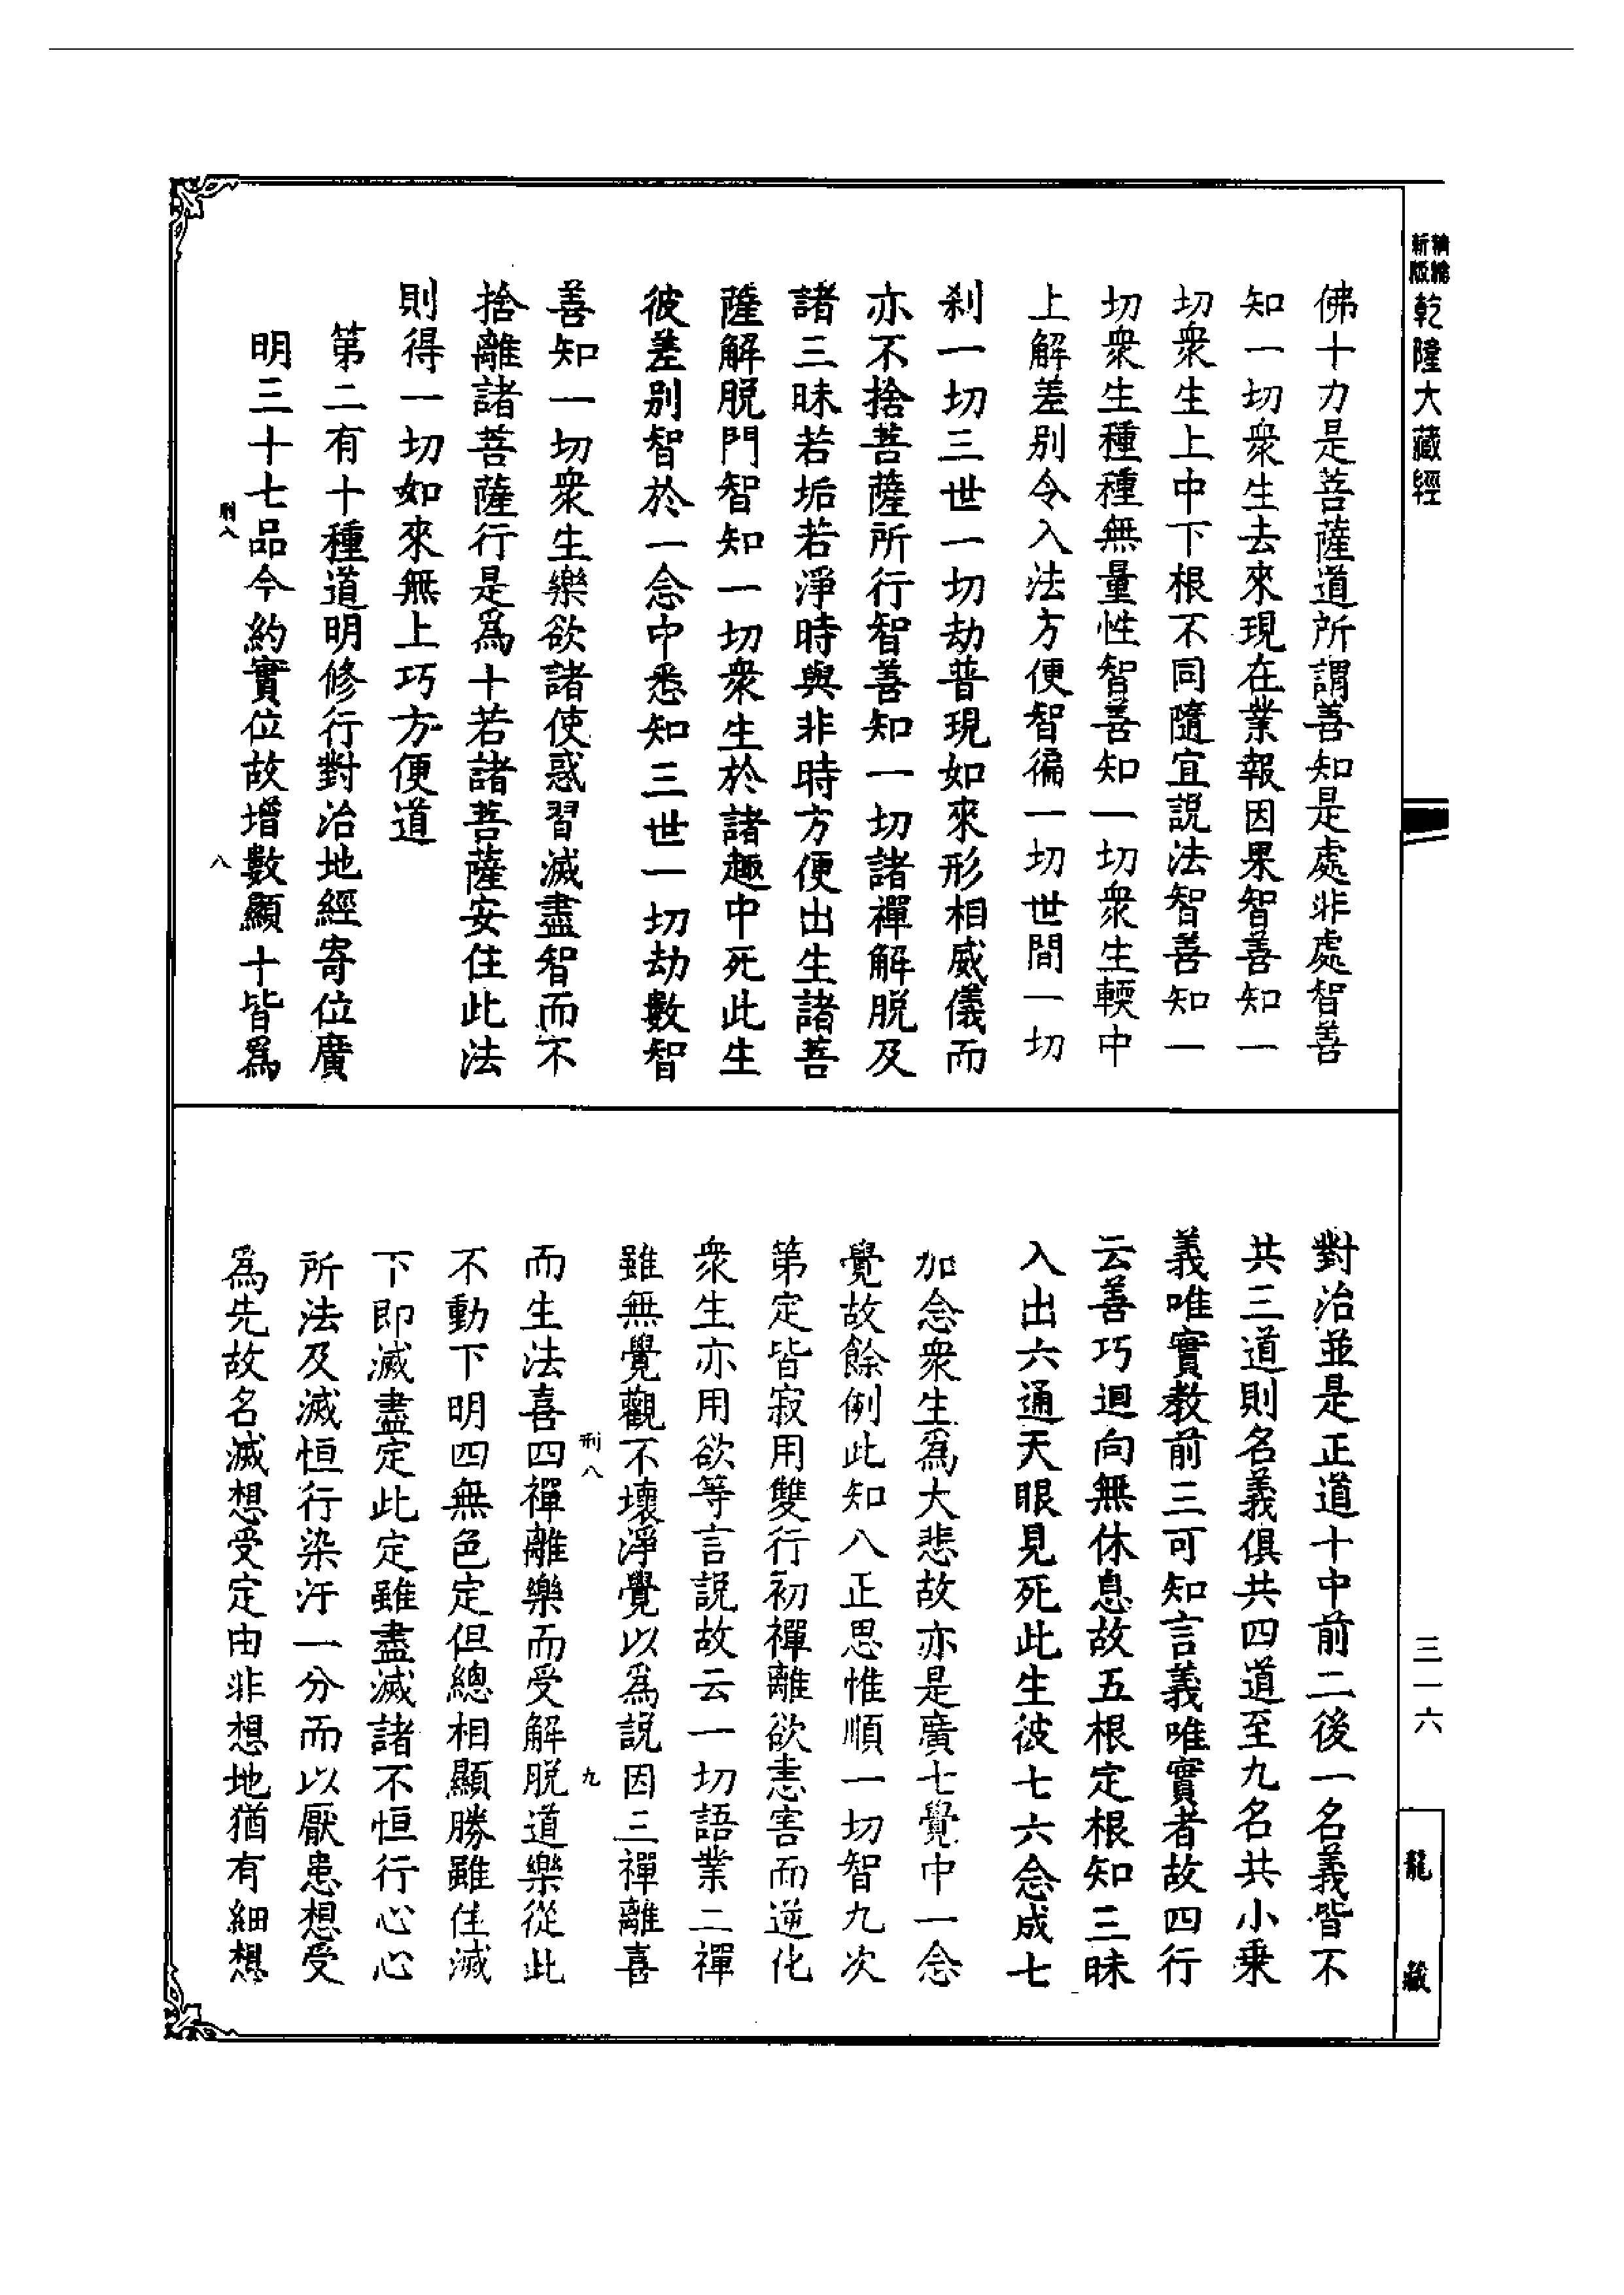 精縮
新版
乾隆大藏經
佛十力是菩薩道所謂善知是處非處智善
知一切衆生去來現在業報因果智善知一
切衆生上中下根不同隨宜説法智善知一
切衆生種種無量性智善知一切衆生輭中
上解差别令入法方便智徧一切世間一切
刹一切三世一切劫普現如來形相威儀而
亦不捨菩薩所行智善知一切諸禪解脱及
諸三昧若垢若淨時與非時方便出生諸菩
薩解脱門智知一切衆生於諸趣中死此生
彼差别智於一念中悉知三世一切劫數智
善知一切衆生樂欲諸使惑習滅盡智而不
捨離諸菩薩行是爲十若諸菩薩安住此法
則得一切如來無上巧方便道
第二有十種道明修行對治地經寄位廣
明三十七品今約實位故增數顯十皆爲
刑八
八
對治並是正道十中前二後一名義皆不
共三道則名義俱共四道至九名共小乘
義唯實教前三可知言義唯實者故四行
云善巧迴向無休息故五根定根知三昧
入出六通天眼見死此生彼七六念成七
加念衆生爲大悲故亦是廣七覺中一念
覺故餘例此知八正思惟順一切智九次
第定皆寂用雙行初禪離欲恚害而逆化
衆生亦用欲等言説故云一切語業二禪
雖無覺觀不壞淨覺以爲説因三禪離喜
刑八
九
而生法喜四禪離樂而受解脱道樂從此
不動下明四無色定但總相顯勝雖住滅
下即滅盡定此定雖盡滅諸不恒行心心
所法及滅恒行染汙一分而以厭患想受
爲先故名滅想受定由非想地猶有細想
三一六
龍藏